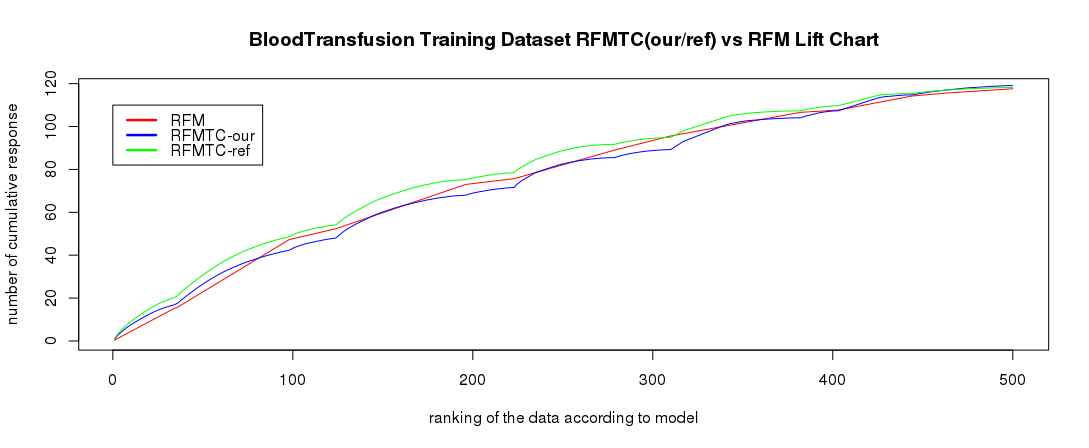 BloodTransfusion Training Dataset RFMTC(our/ref) vs RFM Lift Chart
number of cumulative response
120
100
80
60
40
20
0
RFM
RFMTC-our
RFMTC-ref
0 100 200 300 400 500
ranking of the data according to model